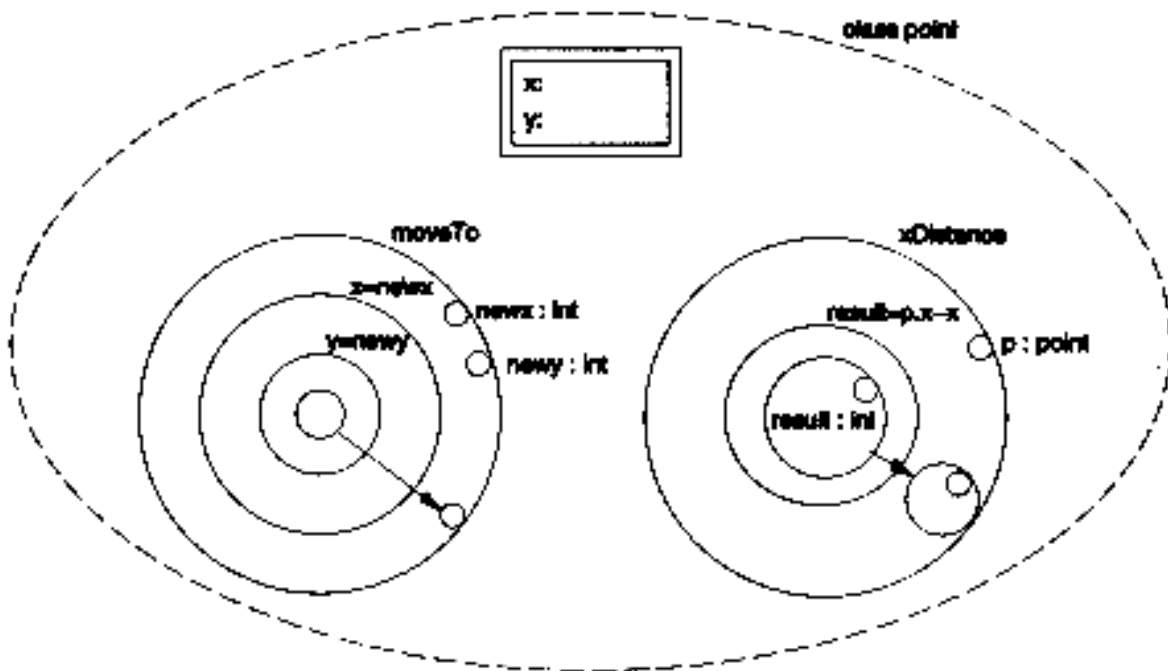 class point
x:
y:
moveTo
xDistance
x=newx
newx : int
result=p.x-x
y=newy
p : point
newy : int
result : int